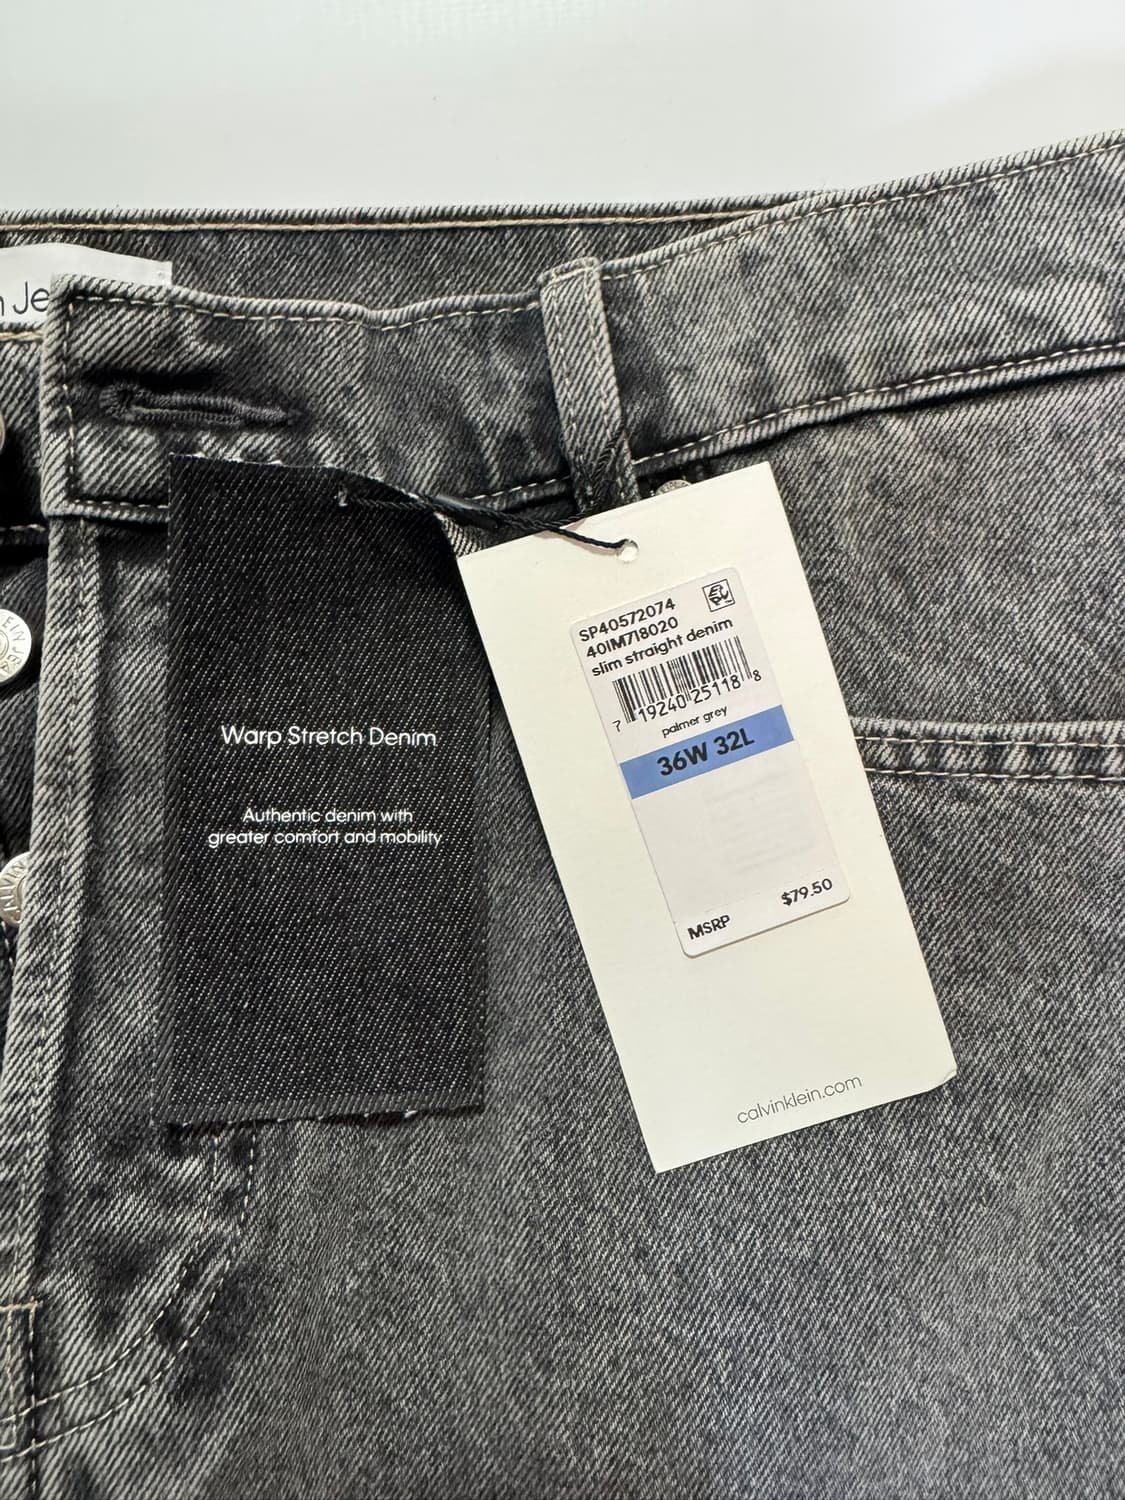 Je
Warp Stretch Denim
Authentic denim with
greater comfort and mobility
SP40572074
40IM718020
slim straight denim
7 19240 25118 8
palmer grey
36W 32L
MSRP $79.50
calvinklein.com